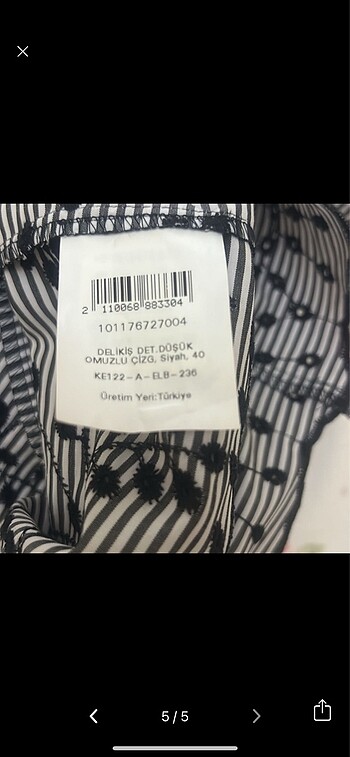 2 110068 883304
101176727004
DELİKİŞ DET.DÜŞÜK
OMUZLU ÇİZG, Siyah, 40
KE122-A-ELB-236
Üretim Yeri:Türkiye
5/5